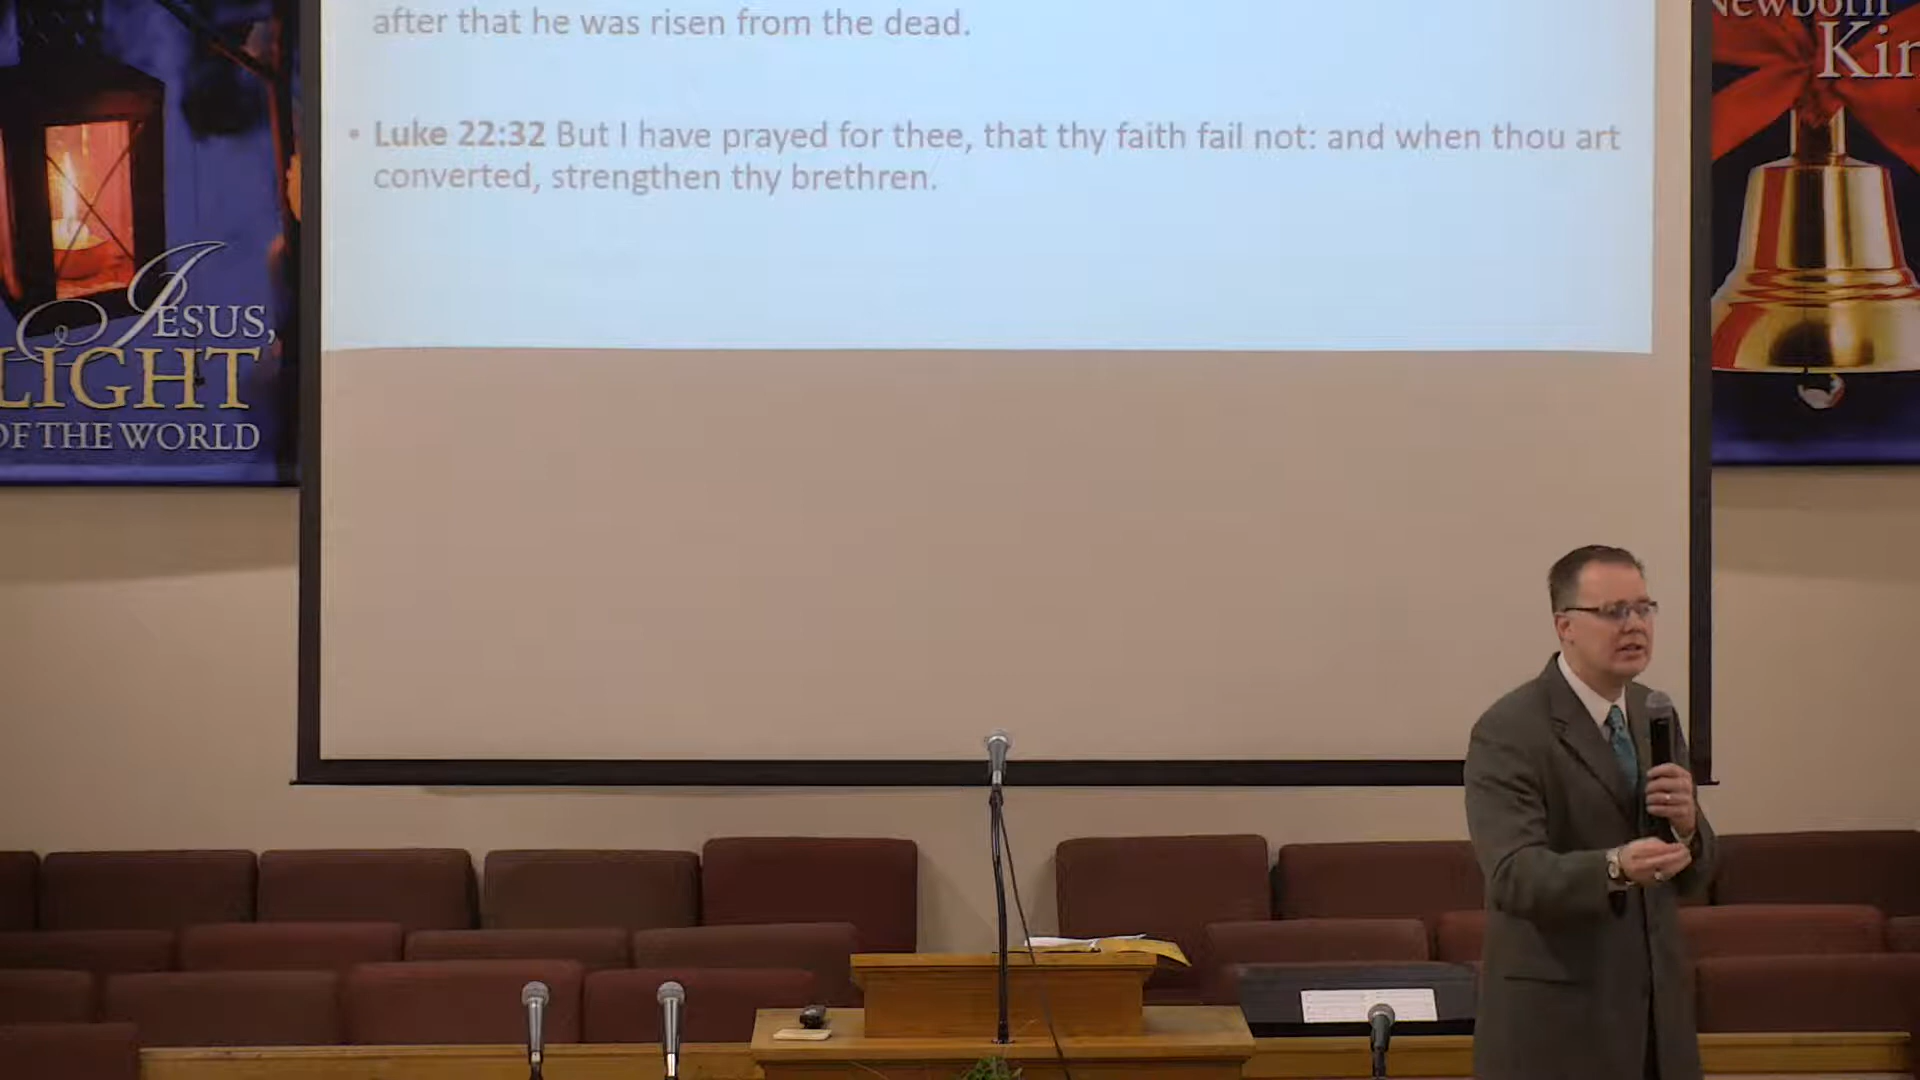 after that he was risen from the dead.
• Luke 22:32 But I have prayed for thee, that thy faith fail not: and when thou art
converted, strengthen thy brethren.
JESUS,
LIGHT
OF THE WORLD
Newborn
Kin